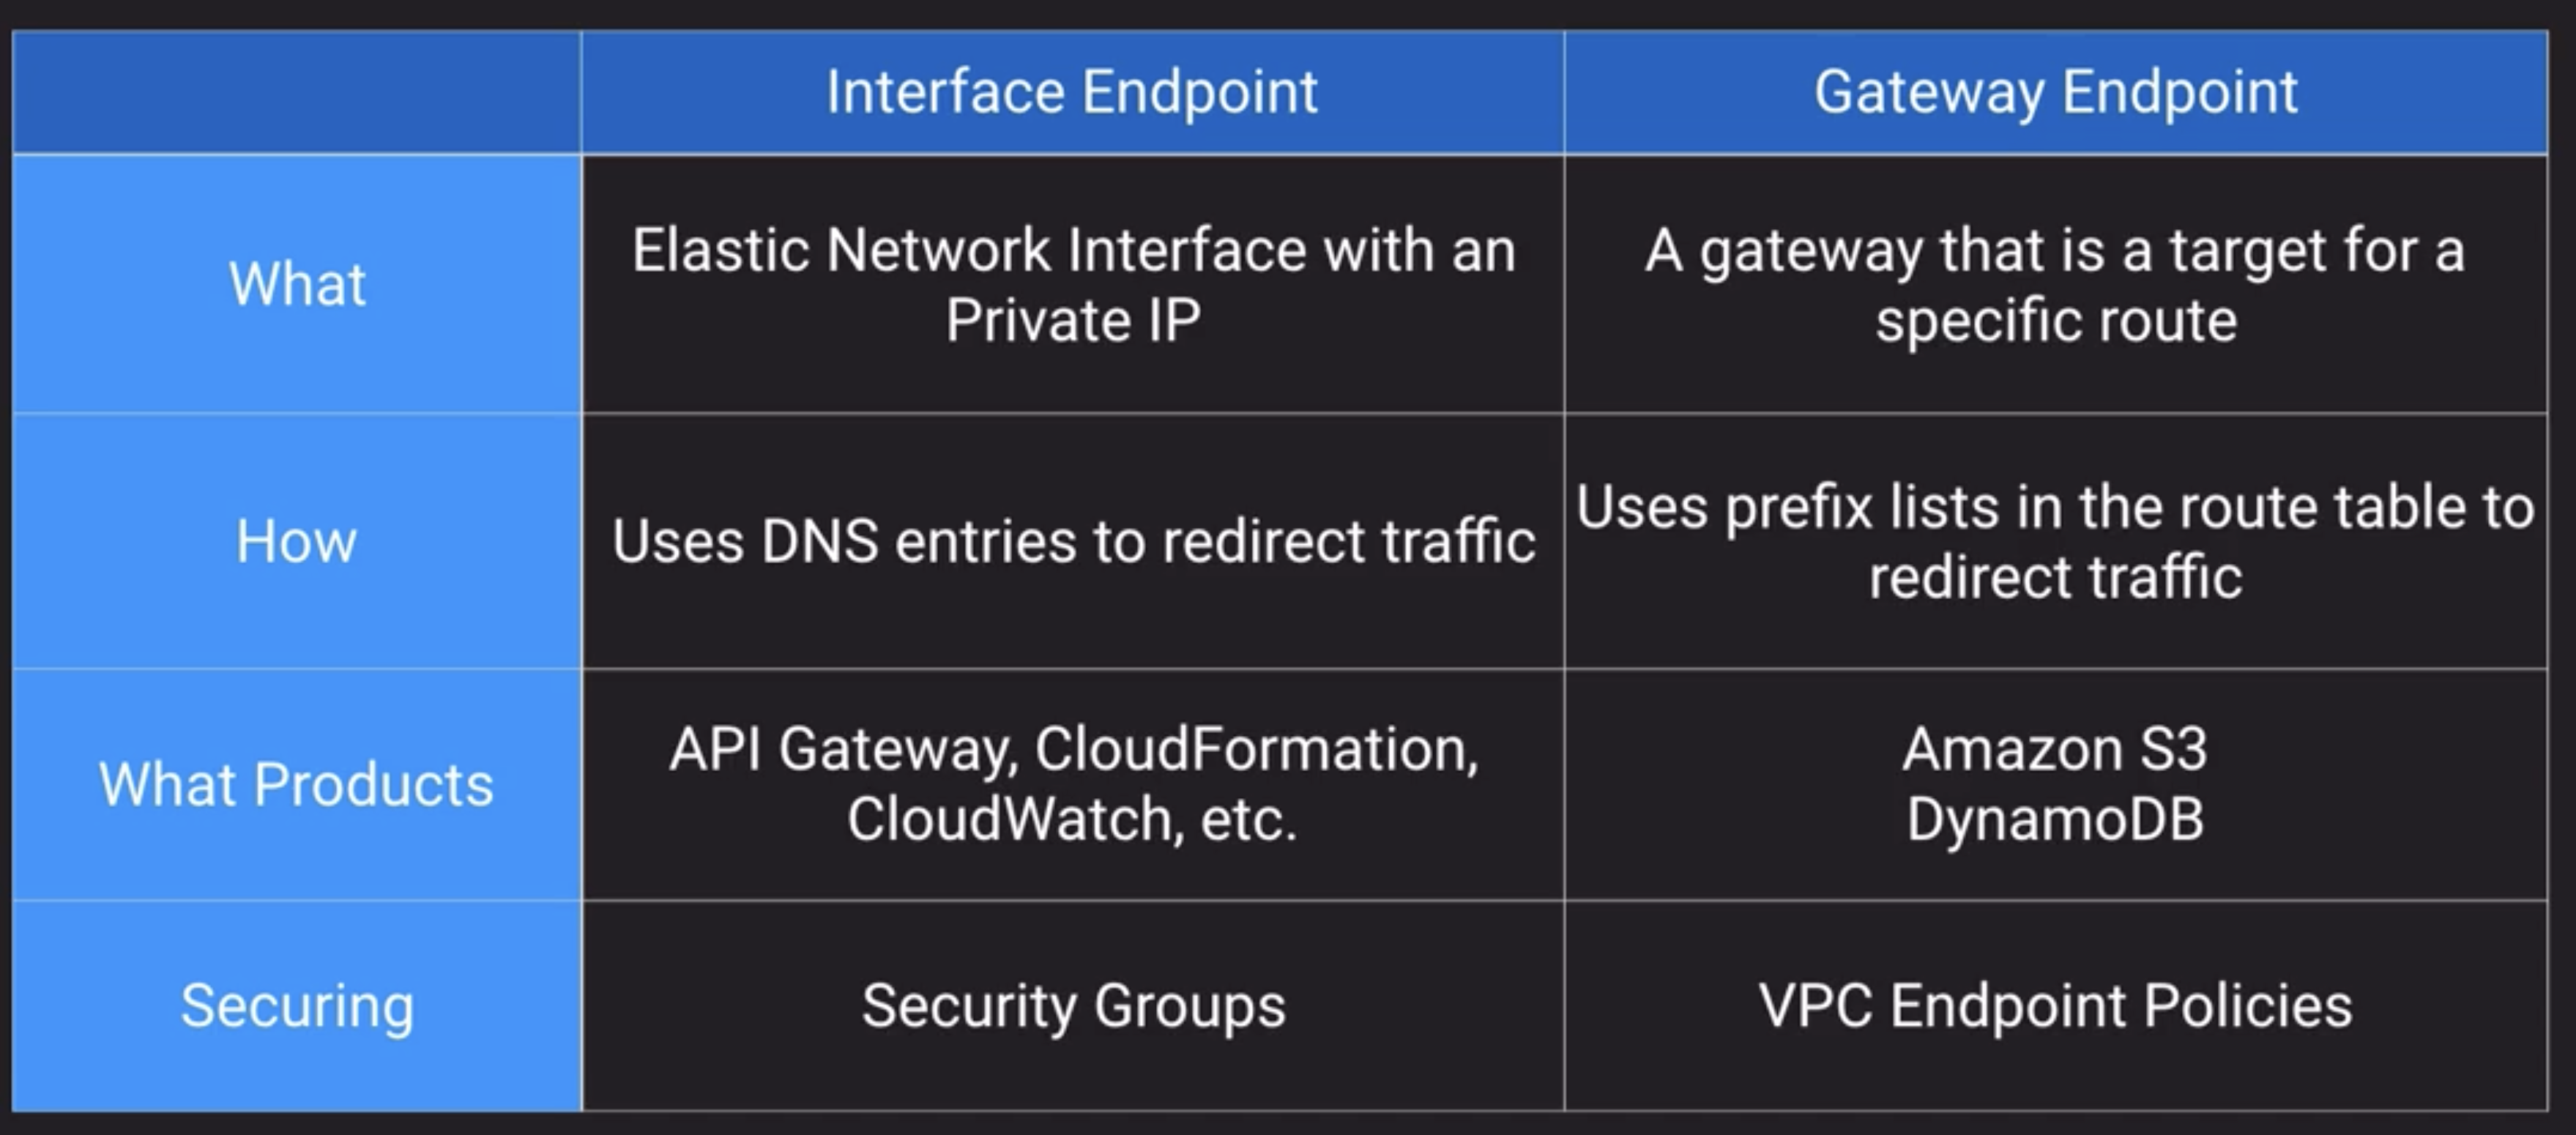 Interface Endpoint
Gateway Endpoint
What
Elastic Network Interface with an
Private IP
A gateway that is a target for a
specific route
How
Uses DNS entries to redirect traffic
Uses prefix lists in the route table to
redirect traffic
What Products
API Gateway, CloudFormation,
CloudWatch, etc.
Amazon S3
DynamoDB
Securing
Security Groups
VPC Endpoint Policies